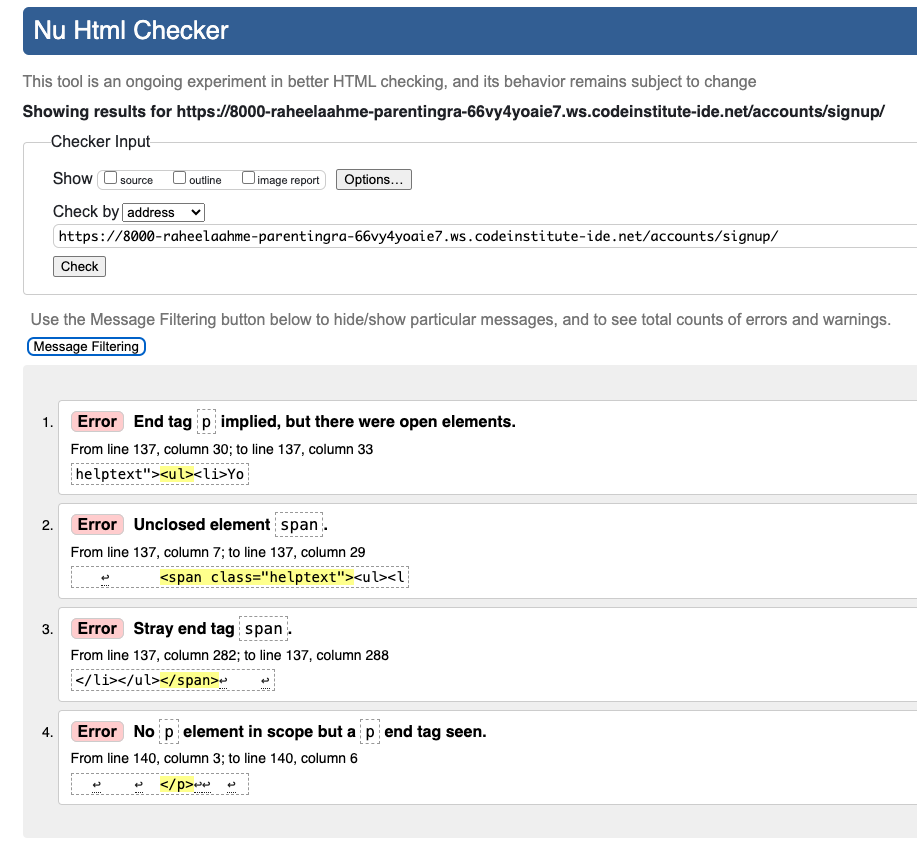 Nu Html Checker
This tool is an ongoing experiment in better HTML checking, and its behavior remains subject to change
Showing results for https://8000-raheelaahme-parentingra-66vy4yoaie7.ws.codeinstitute-ide.net/accounts/signup/
Checker Input
Show source outline image report Options...
Check by address
https://8000-raheelaahme-parentingra-66vy4yoaie7.ws.codeinstitute-ide.net/accounts/signup/
Check
Use the Message Filtering button below to hide/show particular messages, and to see total counts of errors and warnings.
Message Filtering
1. Error End tag p implied, but there were open elements.
From line 137, column 30; to line 137, column 33
helptext"><ul><li>Yo
2. Error Unclosed element span.
From line 137, column 7; to line 137, column 29
↩ <span class="helptext"><ul><l
3. Error Stray end tag span.
From line 137, column 282; to line 137, column 288
</li></ul></span>↩ ↩
4. Error No p element in scope but a p end tag seen.
From line 140, column 3; to line 140, column 6
↩ ↩ </p>↩↩ ↩